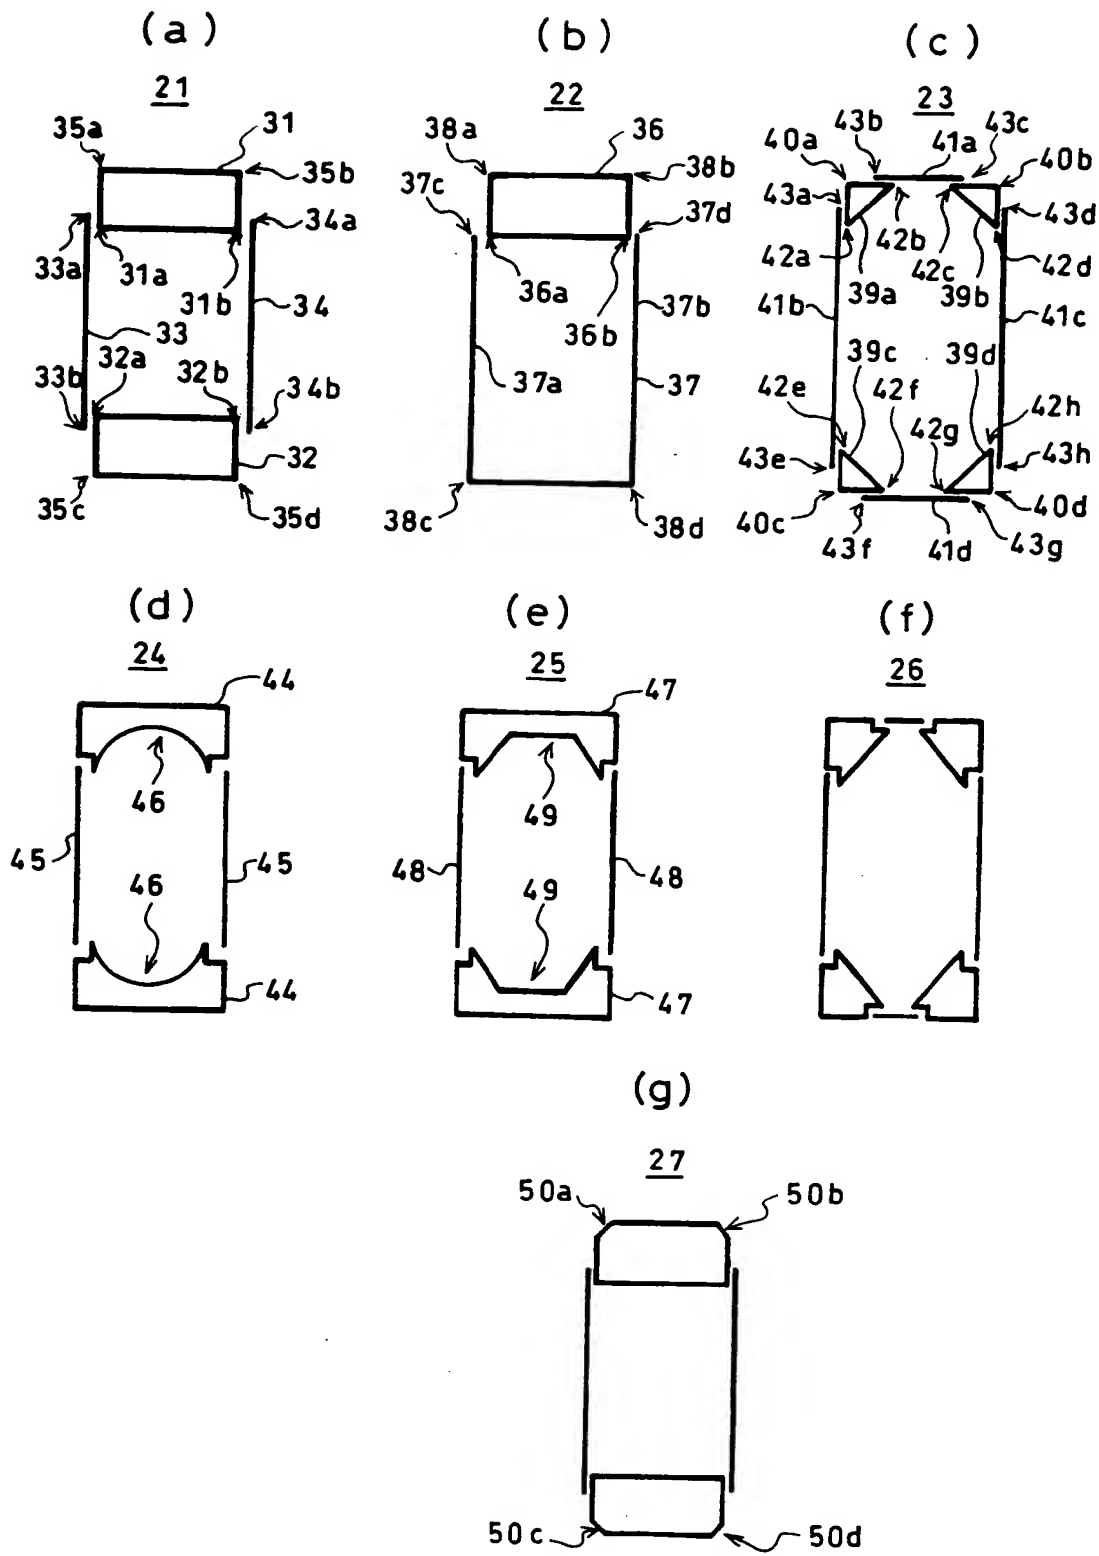 (a)
21
35a
31
35b
34a
33a
31a
31b
34
33
32a
32b
33b
34b
32
35c
35d
(b)
22
38a
36
38b
37c
37d
36a
36b
37b
37a
37
38c
38d
(c)
23
43b
43c
40a
41a
40b
43a
43d
42a
42b
42c
42d
39a
39b
41b
41c
39c
39d
42e
42f
42g
42h
43e
43h
40c
40d
43f
41d
43g
(d)
24
44
46
45
45
46
44
(e)
25
47
49
48
48
49
47
(f)
26
(g)
27
50a
50b
50c
50d